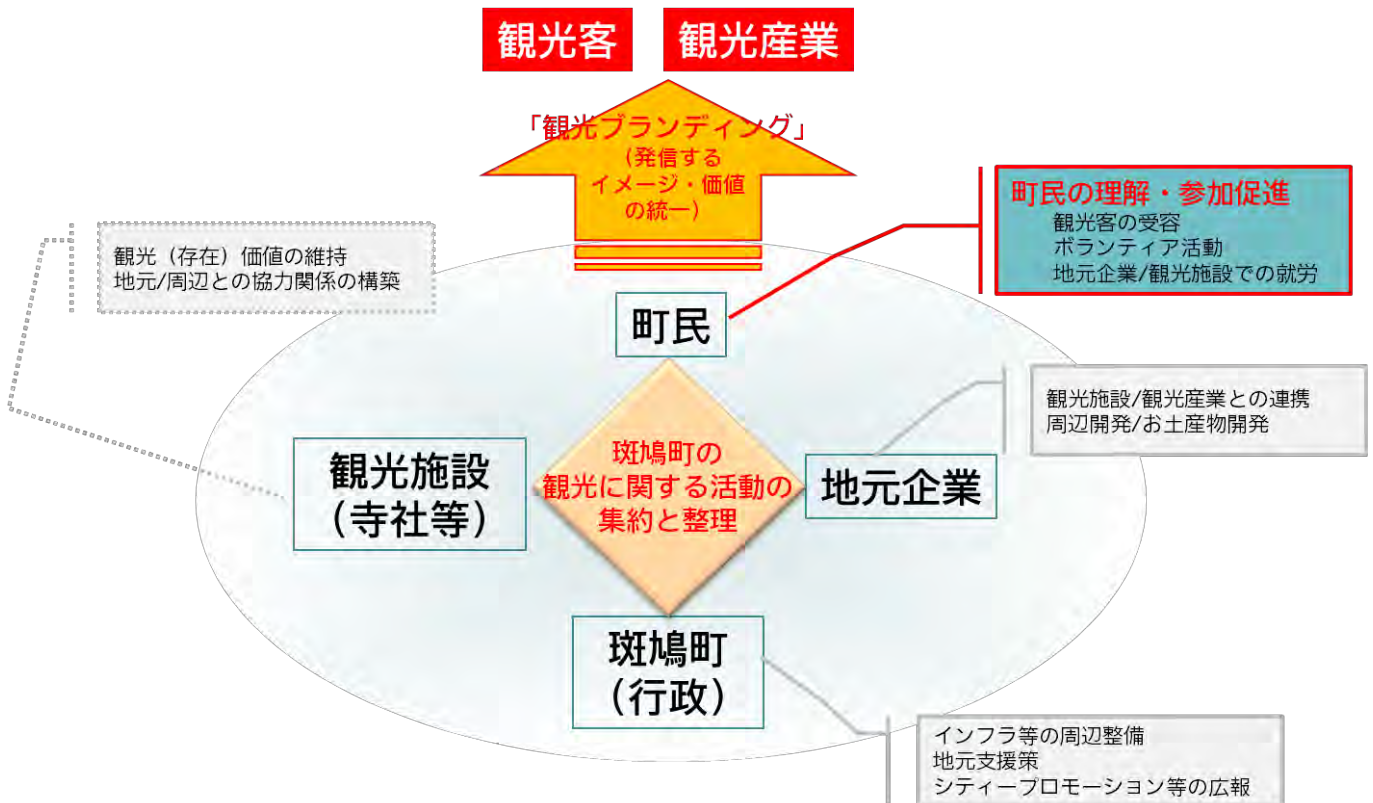 観光客
観光産業
「観光ブランディング」
(発信する
イメージ・価値
の統一)
町民の理解・参加促進
観光客の受容
ボランティア活動
地元企業/観光施設での就労
観光（存在）価値の維持
地元/周辺との協力関係の構築
町民
観光施設/観光産業との連携
周辺開発/お土産物開発
観光施設
（寺社等）
斑鳩町の
観光に関する活動の
集約と整理
地元企業
斑鳩町
（行政）
インフラ等の周辺整備
地元支援策
シティープロモーション等の広報